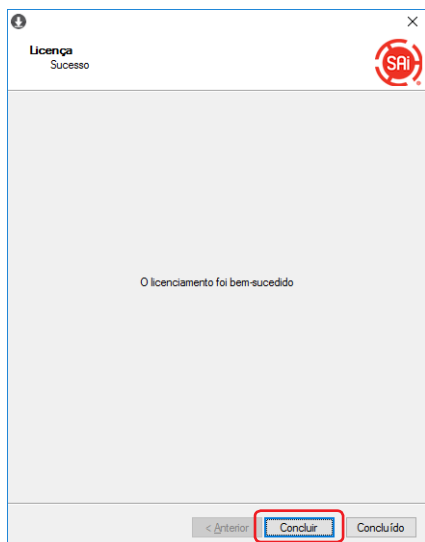 Licença
Sucesso
SAi
®
O licenciamento foi bem-sucedido
< Anterior
Concluir
Concluído